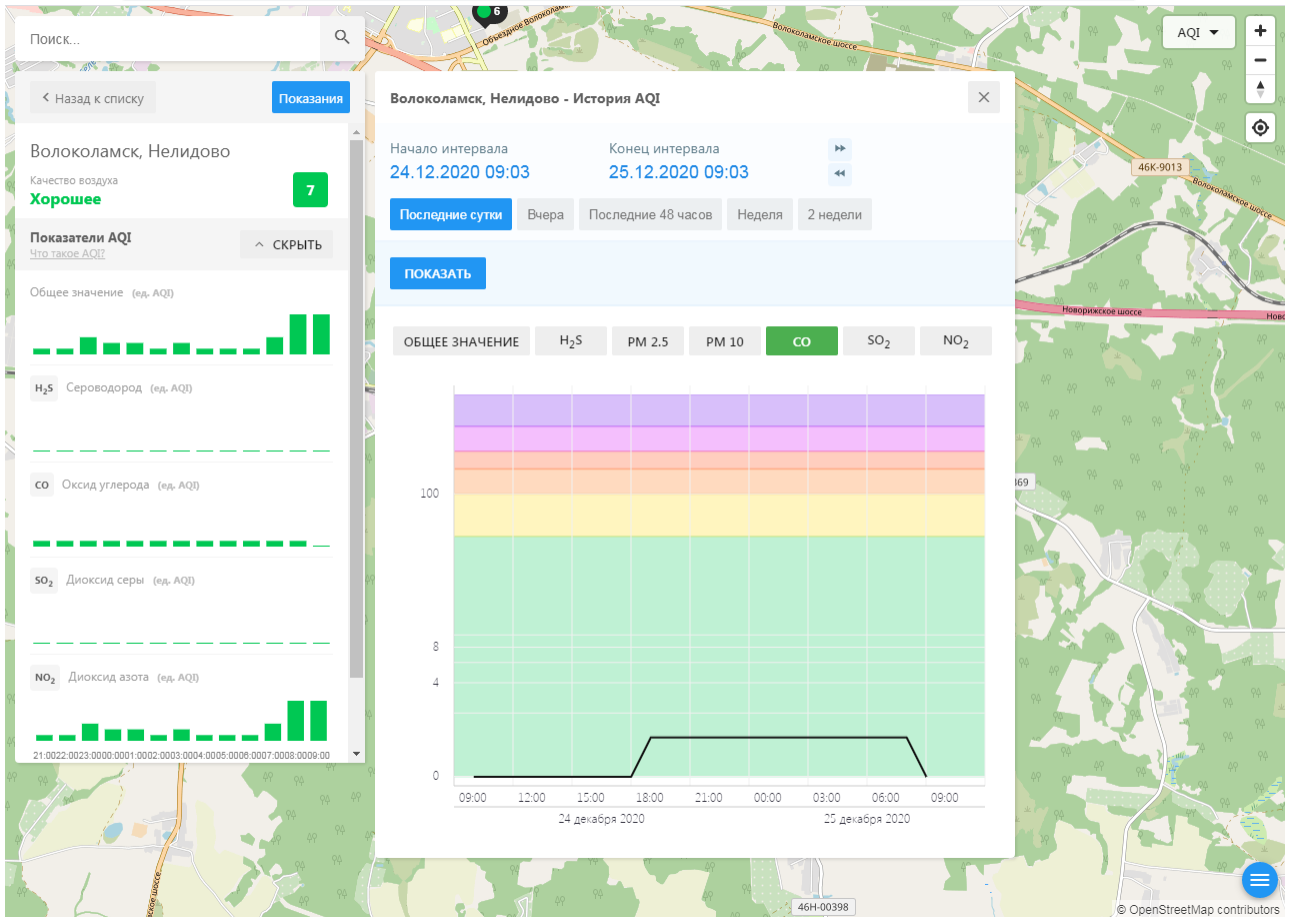 6
Объездное Волоколамск
Волоколамское шоссе
Поиск...
AQI
Назад к списку
Показания
Волоколамск, Нелидово - История AQI
Волоколамск, Нелидово
Качество воздуха
Хорошее
7
Начало интервала
Конец интервала
24.12.2020 09:03
25.12.2020 09:03
46К-9013
Волоколамское шоссе
Последние сутки
Вчера
Последние 48 часов
Неделя
2 недели
Показатели AQI
Что такое AQI?
СКРЫТЬ
ПОКАЗАТЬ
Общее значение (ед. AQI)
Новорижское шоссе
Ново
ОБЩЕЕ ЗНАЧЕНИЕ
H2S
PM 2.5
PM 10
CO
SO2
NO2
H2S Сероводород (ед. AQI)
CO Оксид углерода (ед. AQI)
SO2 Диоксид серы (ед. AQI)
NO2 Диоксид азота (ед. AQI)
21:00 22:00 23:00 00:00 01:00 02:00 03:00 04:00 05:00 06:00 07:00 08:00 09:00
100
8
4
0
09:00 12:00 15:00 18:00 21:00 00:00 03:00 06:00 09:00
24 декабря 2020
25 декабря 2020
369
46Н-00398
© OpenStreetMap contributors